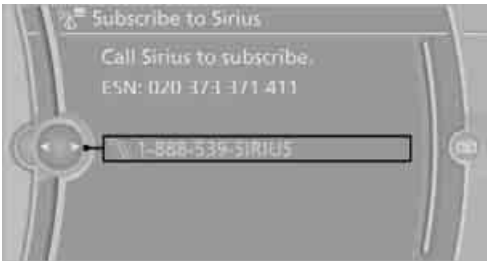 Subscribe to Sirius
Call Sirius to subscribe.
ESN: 020 373 371 411
1-888-539-SIRIUS